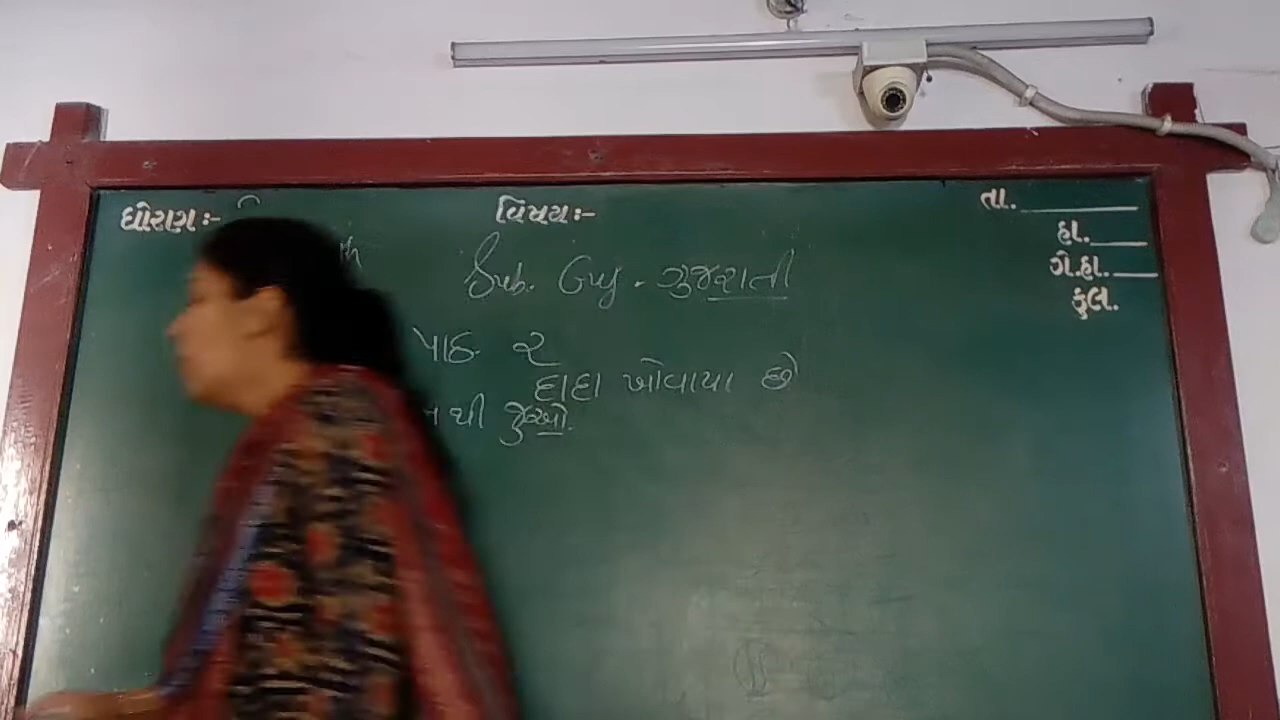 ધોરણ:- વિષય:- તા.
હા.
ગે.હા.
કુલ.
Sub. Guj. ગુજરાતી
પાઠ. ૨
દાદા ખોવાયા છે
થી જુઓ.